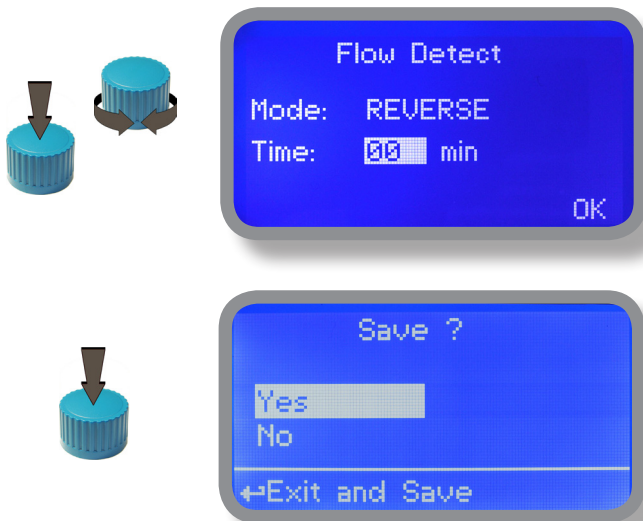 Flow Detect
Mode: REVERSE
Time: 00 min
OK
Save ?
Yes
No
↵Exit and Save